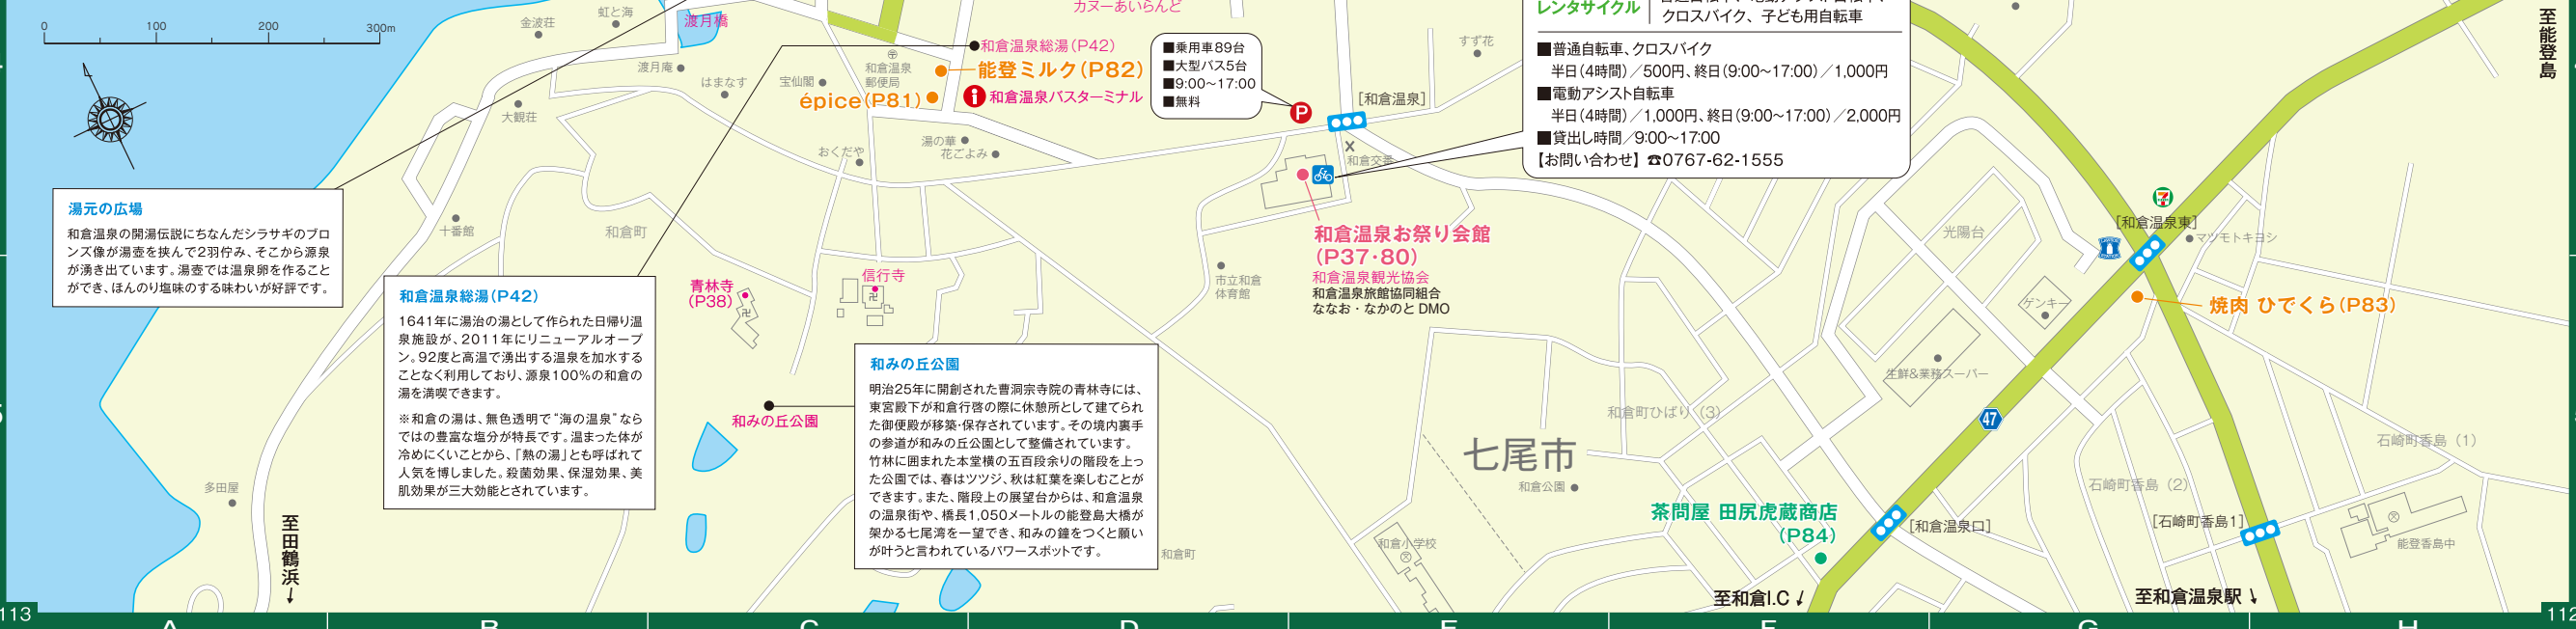 0 100 200 300m
金波荘
虹と海
渡月橋
カヌーあいらんど
和倉温泉総湯（P42）
渡月庵
はまなす
宝仙閣
和倉温泉
郵便局
能登ミルク（P82）
épice（P81）
和倉温泉バスターミナル
大観荘
おくだや
湯の華
花ごよみ
■乗用車89台
■大型バス5台
■9:00〜17:00
■無料
P
[和倉温泉]
すず花
レンタサイクル
クロスバイク、子ども用自転車
■普通自転車、クロスバイク
半日（4時間）／500円、終日（9:00〜17:00）／1,000円
■電動アシスト自転車
半日（4時間）／1,000円、終日（9:00〜17:00）／2,000円
■貸出し時間／9:00〜17:00
【お問い合わせ】☎0767-62-1555
至能登島
和倉交番
湯元の広場
和倉温泉の開湯伝説にちなんだシラサギのブロ
ンズ像が湯壺を挟んで2羽佇み、そこから源泉
が湧き出ています。湯壺では温泉卵を作ること
ができ、ほんのり塩味のする味わいが好評です。
十番館
和倉町
和倉温泉総湯（P42）
1641年に湯治の湯として作られた日帰り温
泉施設が、2011年にリニューアルオープ
ン。92度と高温で湧出する温泉を加水する
ことなく利用しており、源泉100%の和倉の
湯を満喫できます。
※和倉の湯は、無色透明で“海の温泉”なら
ではの豊富な塩分が特長です。温まった体が
冷めにくいことから、「熱の湯」とも呼ばれて
人気を博しました。殺菌効果、保湿効果、美
肌効果が三大効能とされています。
青林寺
（P38）
信行寺
和みの丘公園
和みの丘公園
明治25年に開創された曹洞宗寺院の青林寺には、
東宮殿下が和倉行啓の際に休憩所として建てられ
た御便殿が移築・保存されています。その境内裏手
の参道が和みの丘公園として整備されています。
竹林に囲まれた本堂横の五百段余りの階段を上っ
た公園では、春はツツジ、秋は紅葉を楽しむことが
できます。また、階段上の展望台からは、和倉温泉
の温泉街や、橋長1,050メートルの能登島大橋が
架かる七尾湾を一望でき、和みの鐘をつくと願い
が叶うと言われているパワースポットです。
市立和倉
体育館
和倉温泉お祭り会館
（P37・80）
和倉温泉観光協会
和倉温泉旅館協同組合
ななお・なかのと DMO
光陽台
[和倉温泉東]
マツモトキヨシ
ゲンキー
焼肉 ひでくら（P83）
生鮮&業務スーパー
和倉町ひばり（3）
47
七尾市
和倉公園
石崎町香島（1）
石崎町香島（2）
茶問屋 田尻虎蔵商店
（P84）
[和倉温泉口]
[石崎町香島1]
能登香島中
多田屋
至田鶴浜
和倉町
和倉小学校
至和倉I.C
至和倉温泉駅
113
112
A B C D E F G H